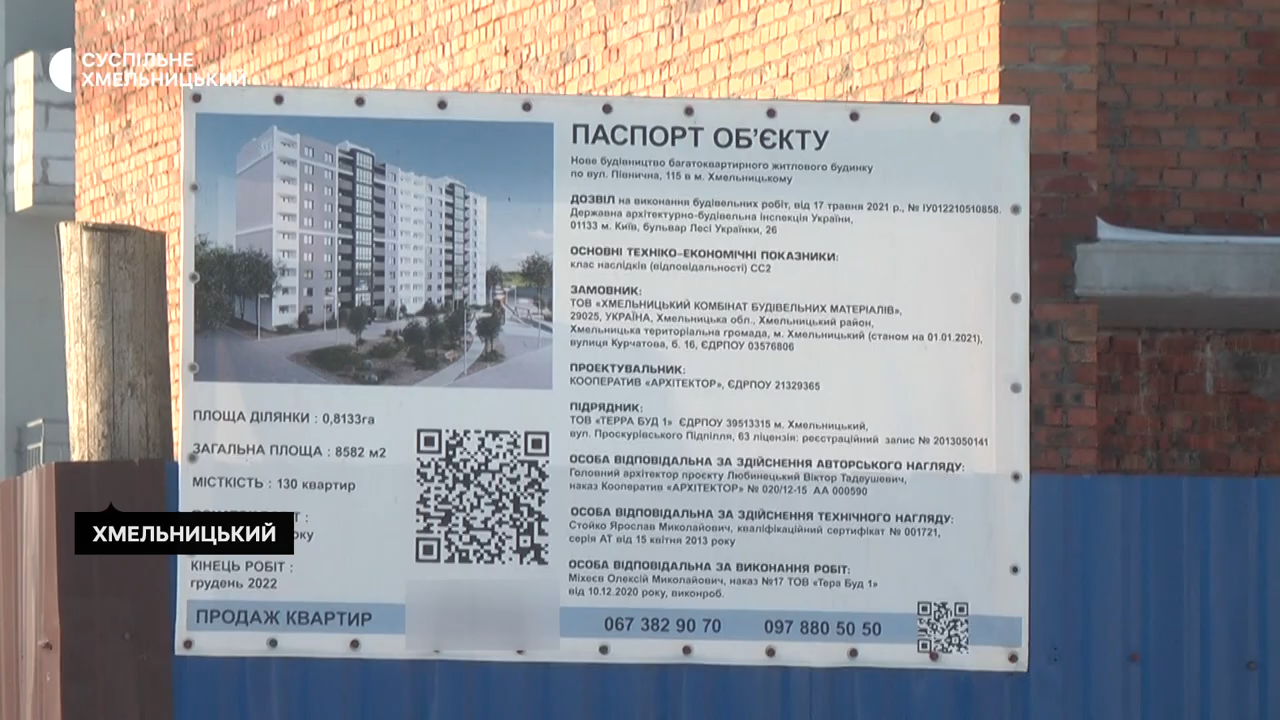 СУСПІЛЬНЕ
ХМЕЛЬНИЦЬКИЙ
ПАСПОРТ ОБ'ЄКТУ
Нове будівництво багатоквартирного житлового будинку
по вул. Північна, 115 в м. Хмельницькому
ДОЗВІЛ на виконання будівельних робіт, від 17 травня 2021 р., № ІУ012210510858.
Державна архітектурно-будівельна інспекція України,
01133 м. Київ, бульвар Лесі Українки, 26
ОСНОВНІ ТЕХНІКО-ЕКОНОМІЧНІ ПОКАЗНИКИ:
клас наслідків (відповідальності) СС2
ЗАМОВНИК:
ТОВ «ХМЕЛЬНИЦЬКИЙ КОМБІНАТ БУДІВЕЛЬНИХ МАТЕРІАЛІВ»,
29025, УКРАЇНА, Хмельницька обл., Хмельницький район,
Хмельницька територіальна громада, м. Хмельницький (станом на 01.01.2021),
вулиця Курчатова, б. 16, ЄДРПОУ 03576806
ПРОЕКТУВАЛЬНИК:
КООПЕРАТИВ «АРХІТЕКТОР», ЄДРПОУ 21329365
ПІДРЯДНИК:
ТОВ «ТЕРРА БУД 1» ЄДРПОУ 39513315 м. Хмельницький,
вул. Проскурівського Підпілля, 63 ліцензія: реєстраційний запис № 2013050141
ОСОБА ВІДПОВІДАЛЬНА ЗА ЗДІЙСНЕННЯ АВТОРСЬКОГО НАГЛЯДУ:
Головний архітектор проєкту Любинецький Віктор Тадеушевич,
наказ Кооператив «АРХІТЕКТОР» № 020/12-15 АА 000590
ОСОБА ВІДПОВІДАЛЬНА ЗА ЗДІЙСНЕННЯ ТЕХНІЧНОГО НАГЛЯДУ:
Стойко Ярослав Миколайович, кваліфікаційний сертифікат № 001721,
серія АТ від 15 квітня 2013 року
ОСОБА ВІДПОВІДАЛЬНА ЗА ВИКОНАННЯ РОБІТ:
Міхеєв Олексій Миколайович, наказ №17 ТОВ «Тера Буд 1»
від 10.12.2020 року, виконроб.
ПЛОЩА ДІЛЯНКИ : 0,8133га
ЗАГАЛЬНА ПЛОЩА : 8582 м2
МІСТКІСТЬ : 130 квартир
ХМЕЛЬНИЦЬКИЙ
КІНЕЦЬ РОБІТ :
грудень 2022
ПРОДАЖ КВАРТИР
067 382 90 70 097 880 50 50